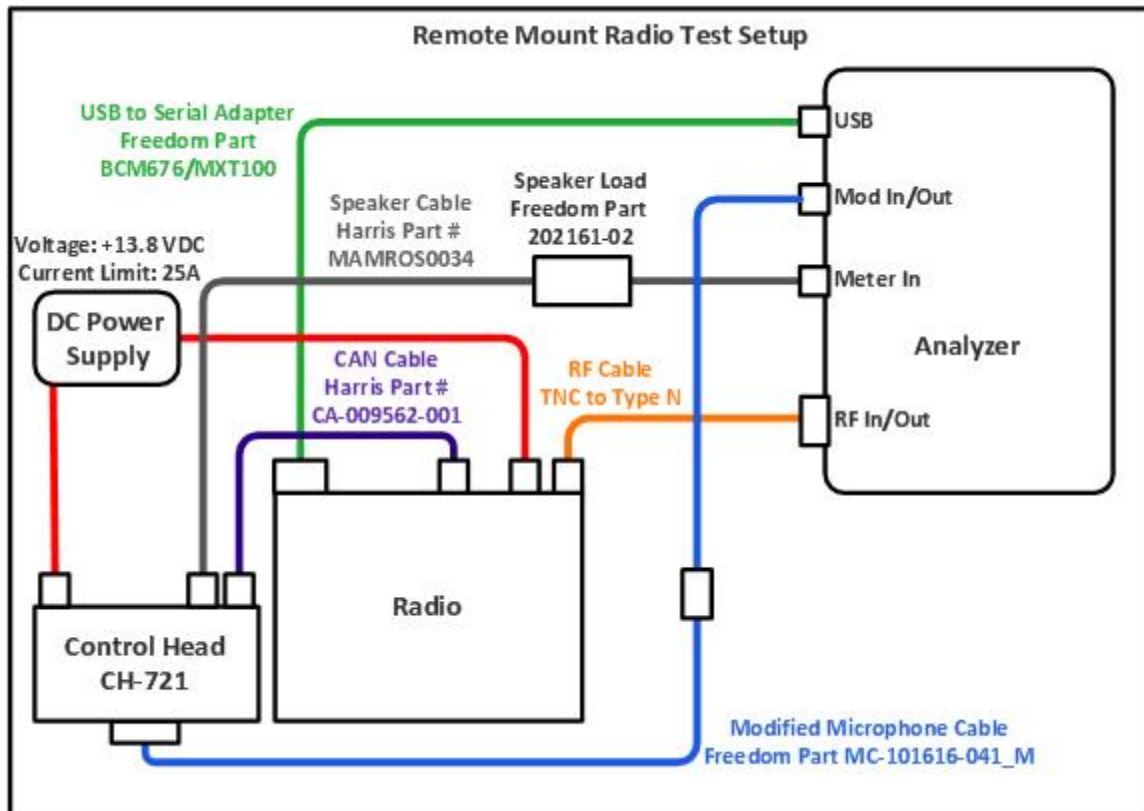 Remote Mount Radio Test Setup
USB to Serial Adapter
Freedom Part
BCM676/MXT100
USB
Speaker Cable
Harris Part #
MAMROS0034
Speaker Load
Freedom Part
202161-02
Mod In/Out
Voltage: +13.8 VDC
Current Limit: 25A
Meter In
DC Power
Supply
Analyzer
CAN Cable
Harris Part #
CA-009562-001
RF Cable
TNC to Type N
RF In/Out
Radio
Control Head
CH-721
Modified Microphone Cable
Freedom Part MC-101616-041_M